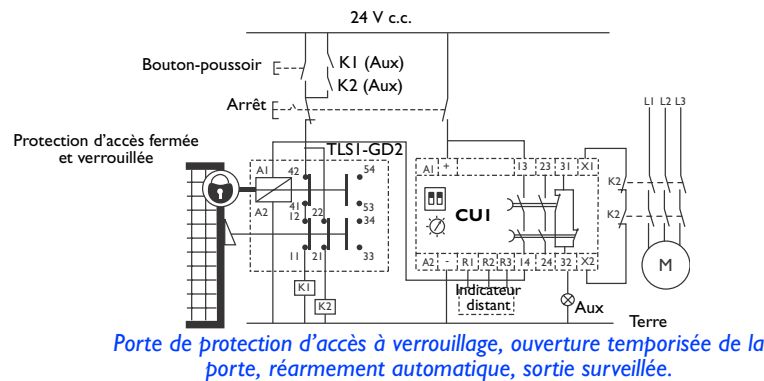 24 V c.c.
Bouton-poussoir
K1 (Aux)
K2 (Aux)
Arrêt
L1 L2 L3
Protection d'accès fermée
et verrouillée
TLS1-GD2
A1 42 54
A2 41 53
12 22 34
11 21 33
K1
K2
A1 + 13 23 31 X1
CU1
A2 - R1 R2 R3 14 24 32 X2
K2
K2
M
Indicateur
distant
Aux
Terre
Porte de protection d'accès à verrouillage, ouverture temporisée de la
porte, réarmement automatique, sortie surveillée.